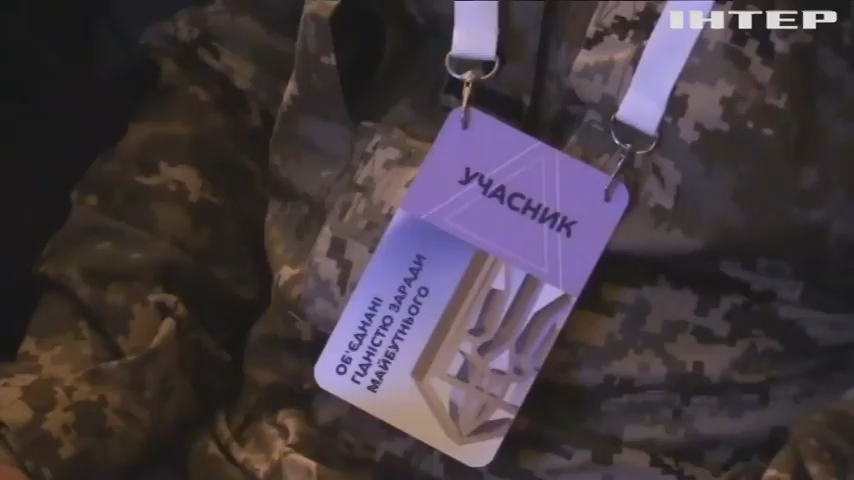 ІНТЕР
УЧАСНИК
ОБ'ЄДНАНІ
ГІДНІСТЮ ЗАРАДИ
МАЙБУТНЬОГО